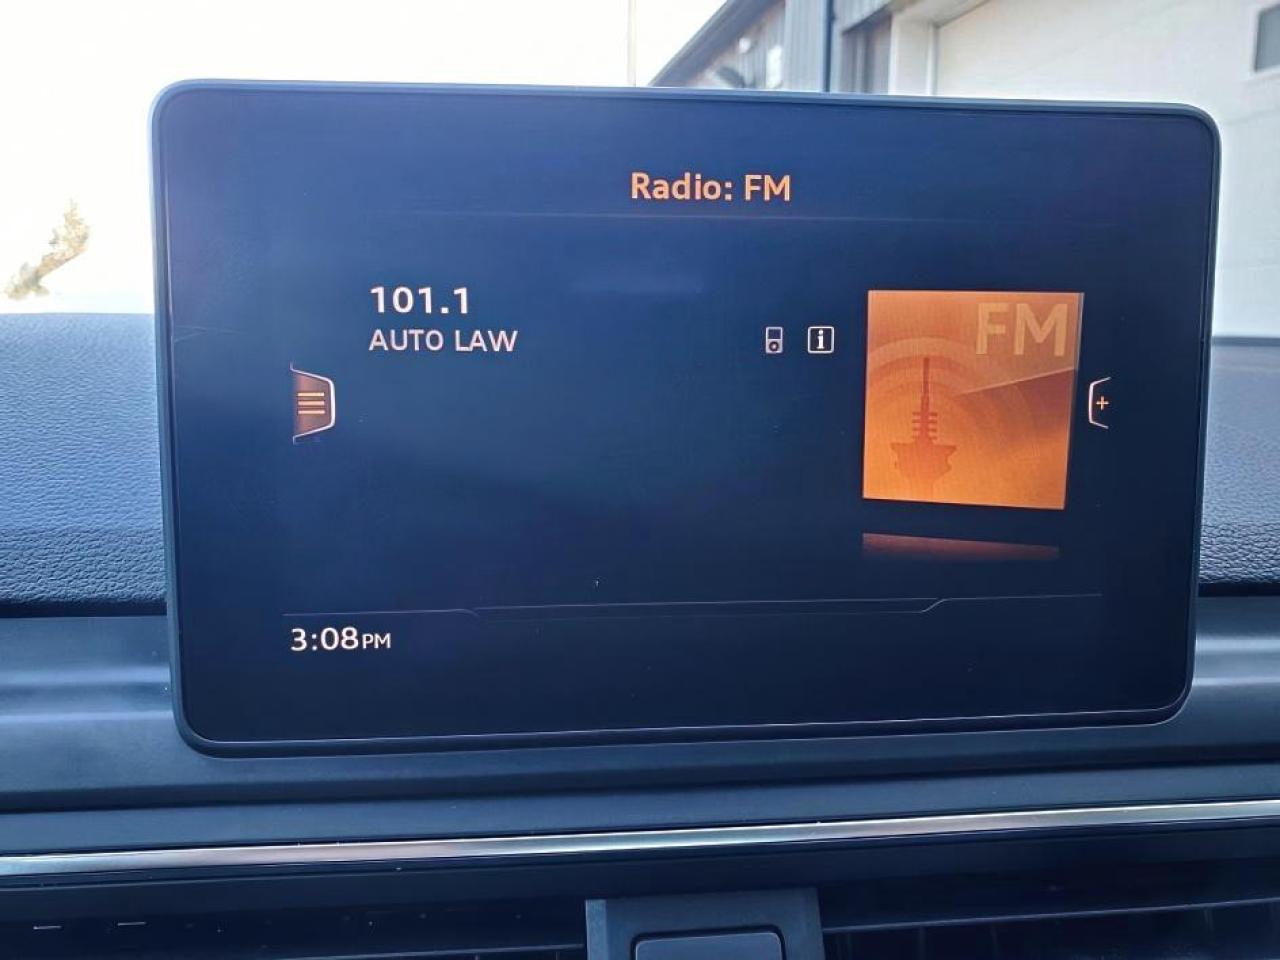 Radio: FM
101.1
AUTO LAW
i
FM
+
3:08PM